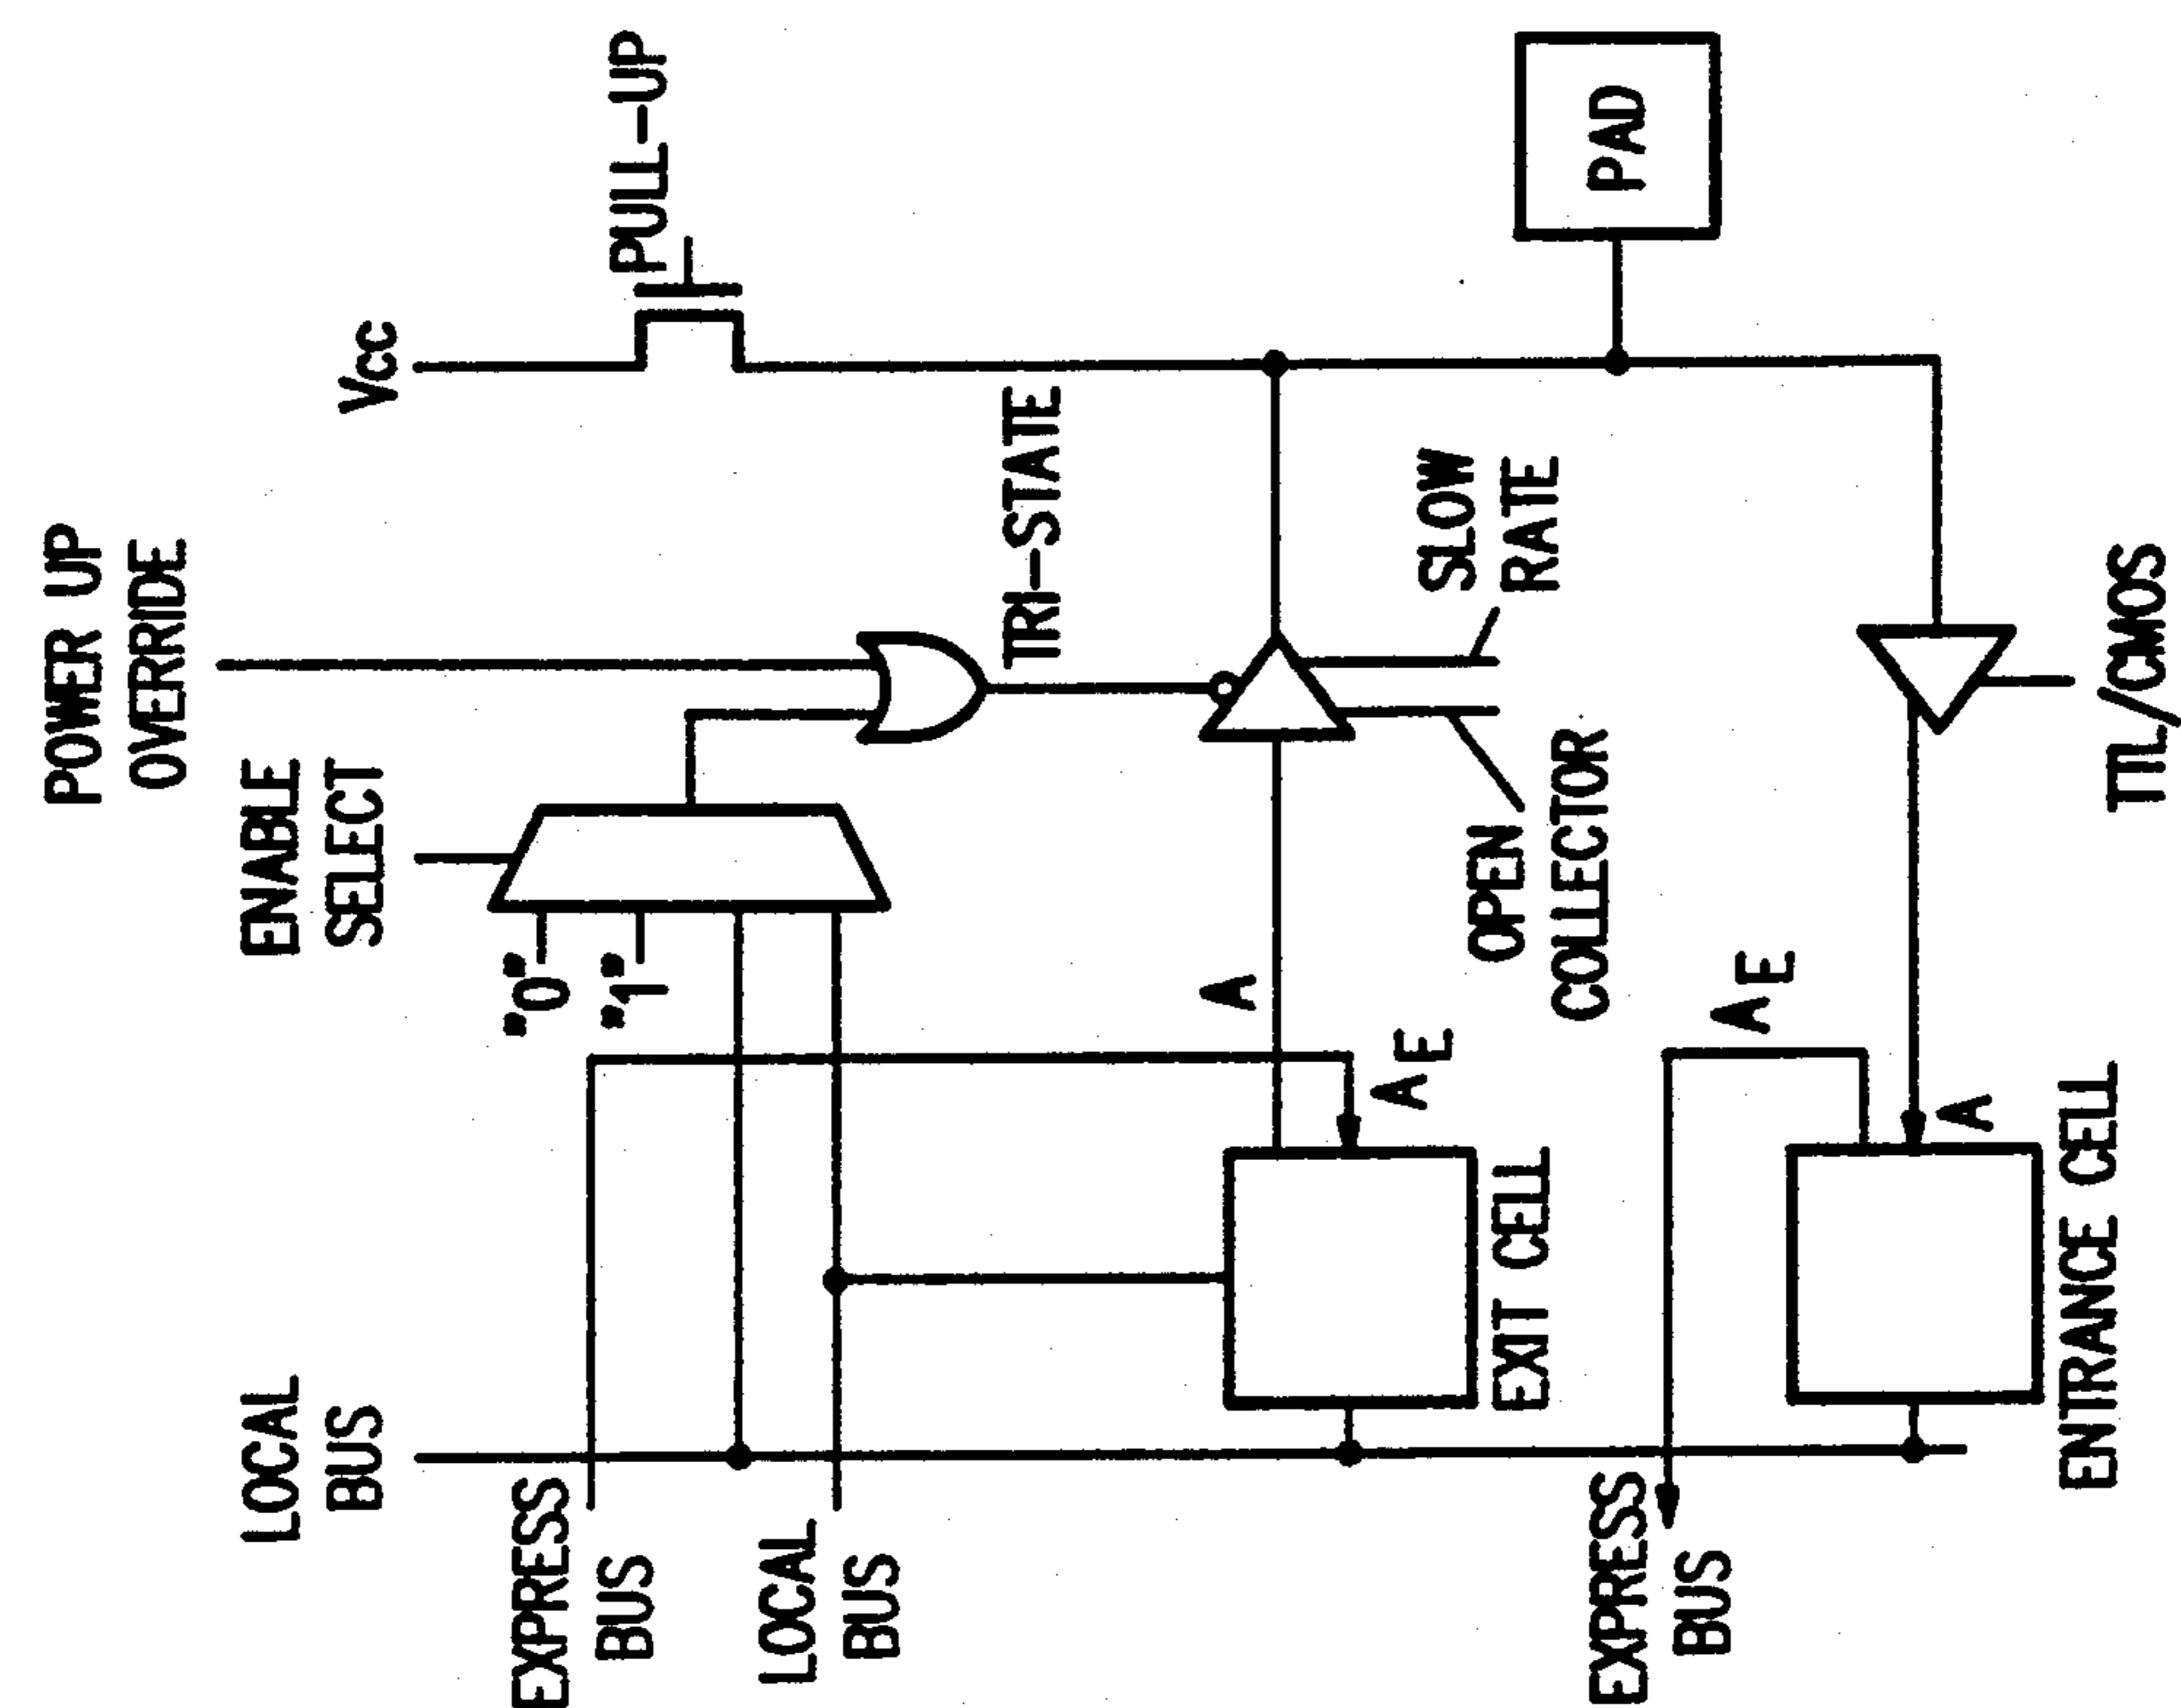 POWER UP
OVERRIDE
ENABLE
SELECT
LOCAL
BUS
Vcc
PULL-UP
"0"
"1"
EXPRESS
BUS
LOCAL
BUS
TRI-STATE
A
AE
SLOW
RATE
OPEN
COLLECTOR
EXIT CELL
PAD
EXPRESS
BUS
AE
A
ENTRANCE CELL
TTL/CMOS